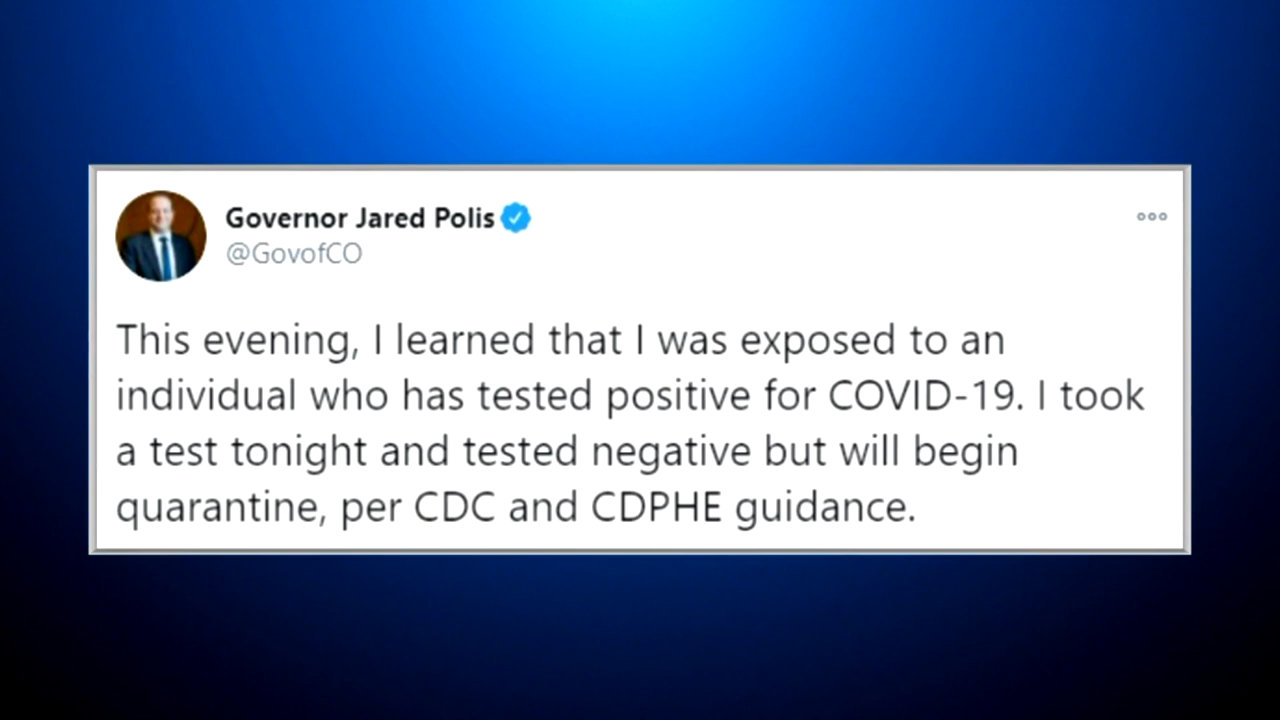 Governor Jared Polis
@GovofCO
This evening, I learned that I was exposed to an
individual who has tested positive for COVID-19. I took
a test tonight and tested negative but will begin
quarantine, per CDC and CDPHE guidance.